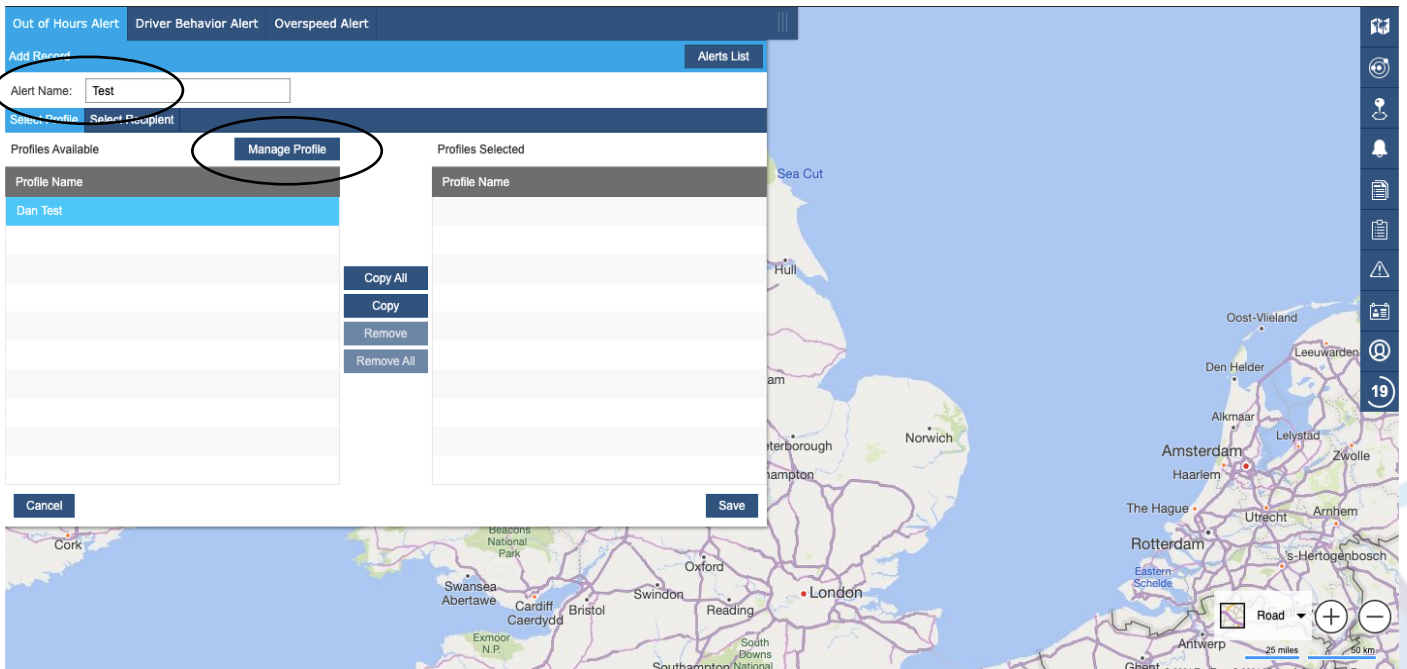 Out of Hours Alert Driver Behavior Alert Overspeed Alert
Add Record Alerts List
Alert Name: Test
Select Profile Select Recipient
Profiles Available Manage Profile Profiles Selected
Profile Name Profile Name
Sea Cut
Dan Test
Hull
Copy All
Copy
Remove
Remove All
Oost-Vlieland
Leeuwarden
Den Helder
am
19
Alkmaar
Norwich
Lelystad
terborough
Amsterdam
Zwolle
Haarlem
hampton
Cancel Save
The Hague
Arnhem
Utrecht
Beacons
National
Park
Cork
Rotterdam
's-Hertogenbosch
Oxford
Eastern
Schelde
Swansea
Abertawe
Swindon
London
Cardiff
Caerdydd
Bristol
Reading
Road
Exmoor
N.P.
South
Downs
National
Antwerp
25 miles 50 km
Southampton
Ghent